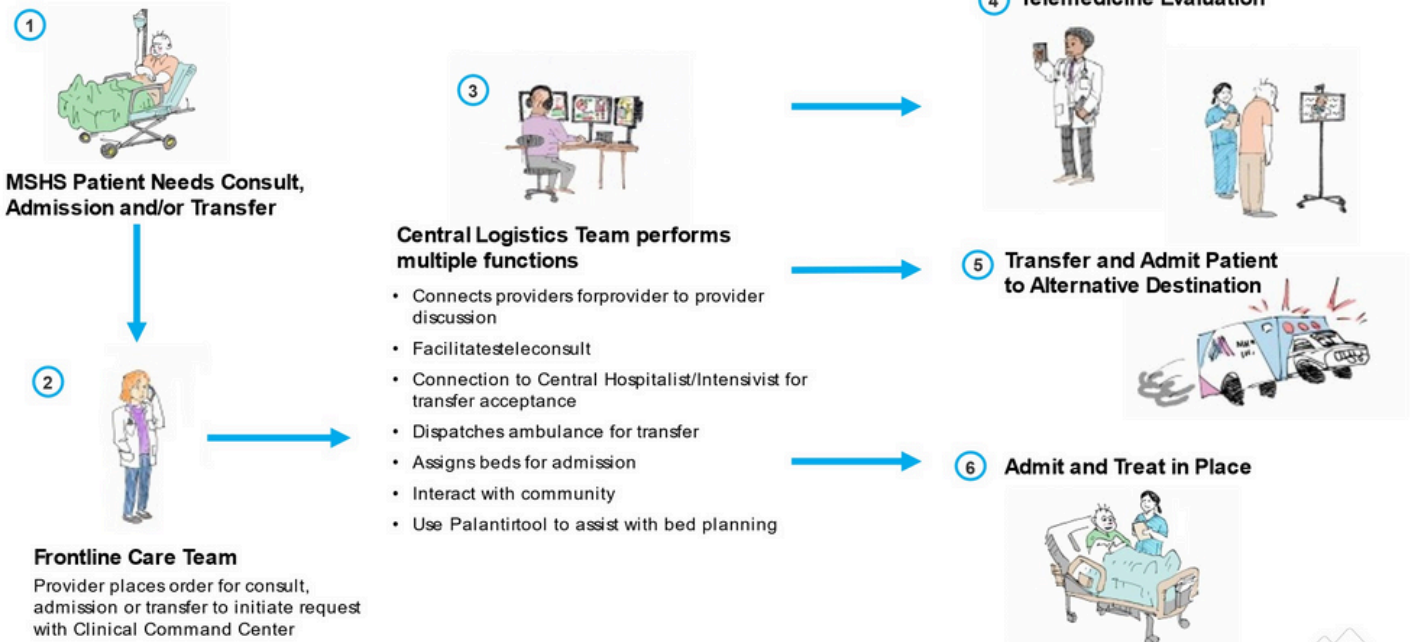 1
MSHS Patient Needs Consult,
Admission and/or Transfer
2
Frontline Care Team
Provider places order for consult,
admission or transfer to initiate request
with Clinical Command Center
3
Central Logistics Team performs
multiple functions
• Connects providers forprovider to provider
discussion
• Facilitatesteleconsult
• Connection to Central Hospitalist/Intensivist for
transfer acceptance
• Dispatches ambulance for transfer
• Assigns beds for admission
• Interact with community
• Use Palantirtool to assist with bed planning
4 Telemedicine Evaluation
5 Transfer and Admit Patient
to Alternative Destination
6 Admit and Treat in Place